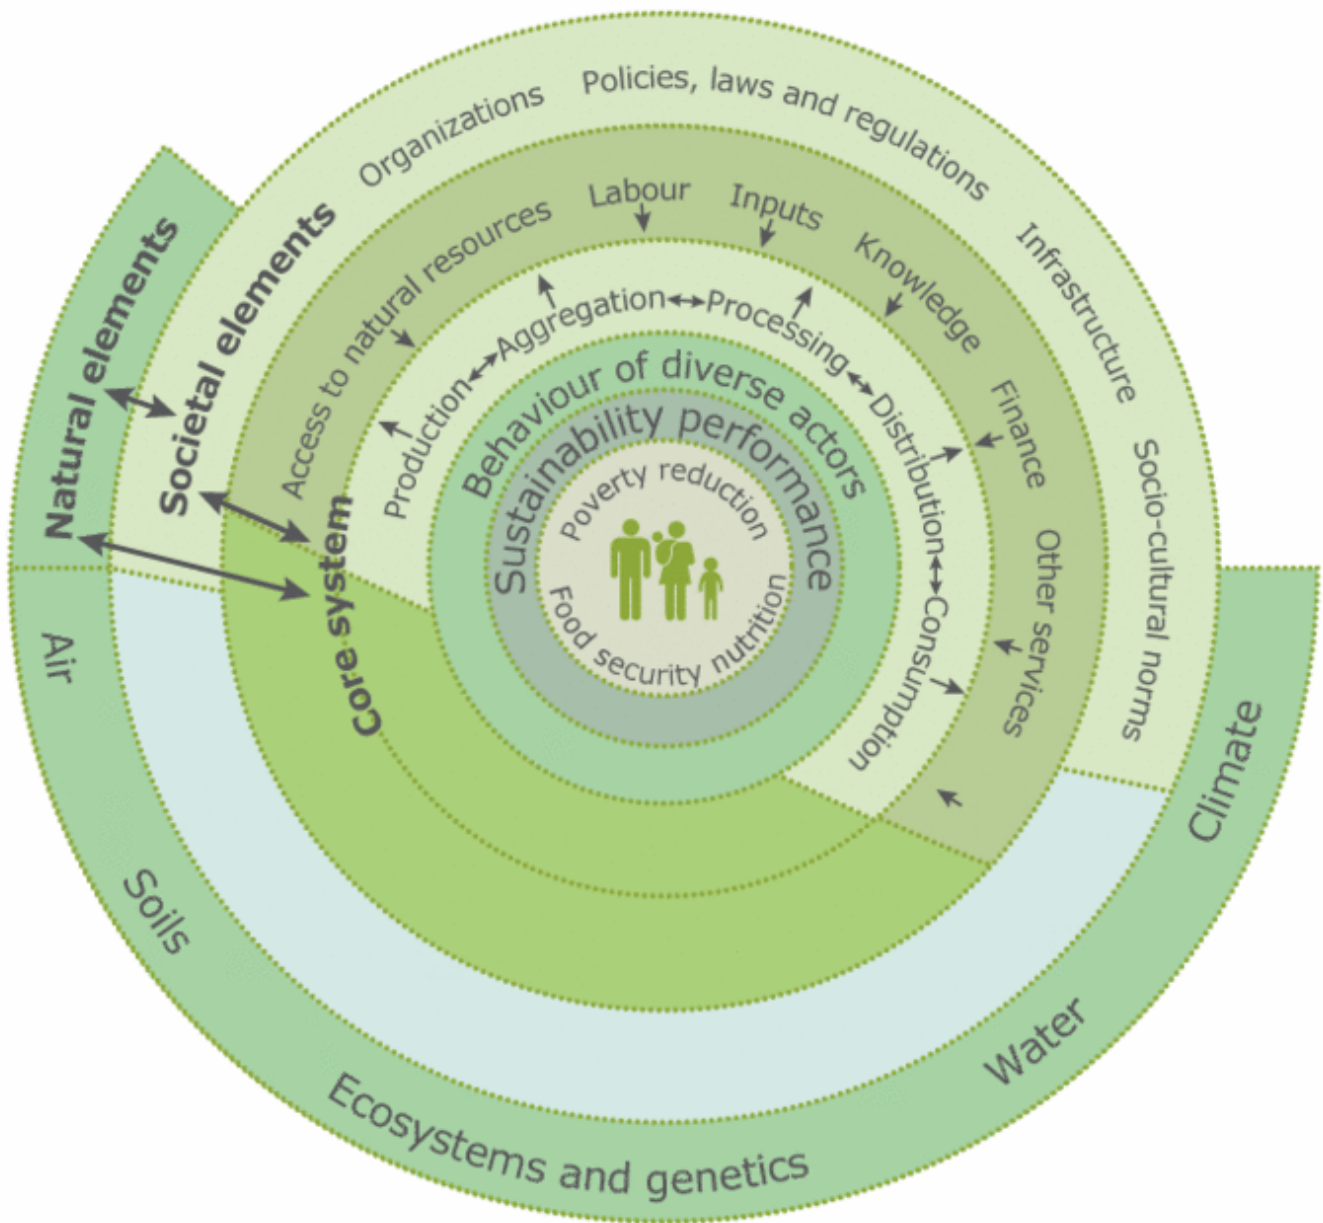 Policies, laws and regulations
Organizations
Infrastructure
Socio-cultural norms
Societal elements
Natural elements
Access to natural resources
Labour
Inputs
Knowledge
Finance
Other services
Production
Aggregation
Processing
Distribution
Consumption
Core system
Behaviour of diverse actors
Sustainability performance
Poverty reduction
Food security nutrition
Air
Soils
Ecosystems and genetics
Water
Climate